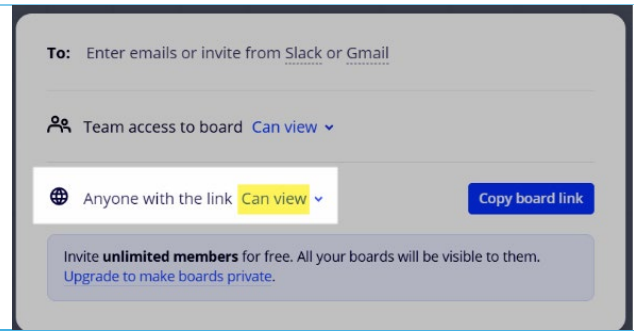 To: Enter emails or invite from Slack or Gmail
Team access to board Can view
Anyone with the link Can view
Copy board link
Invite unlimited members for free. All your boards will be visible to them.
Upgrade to make boards private.